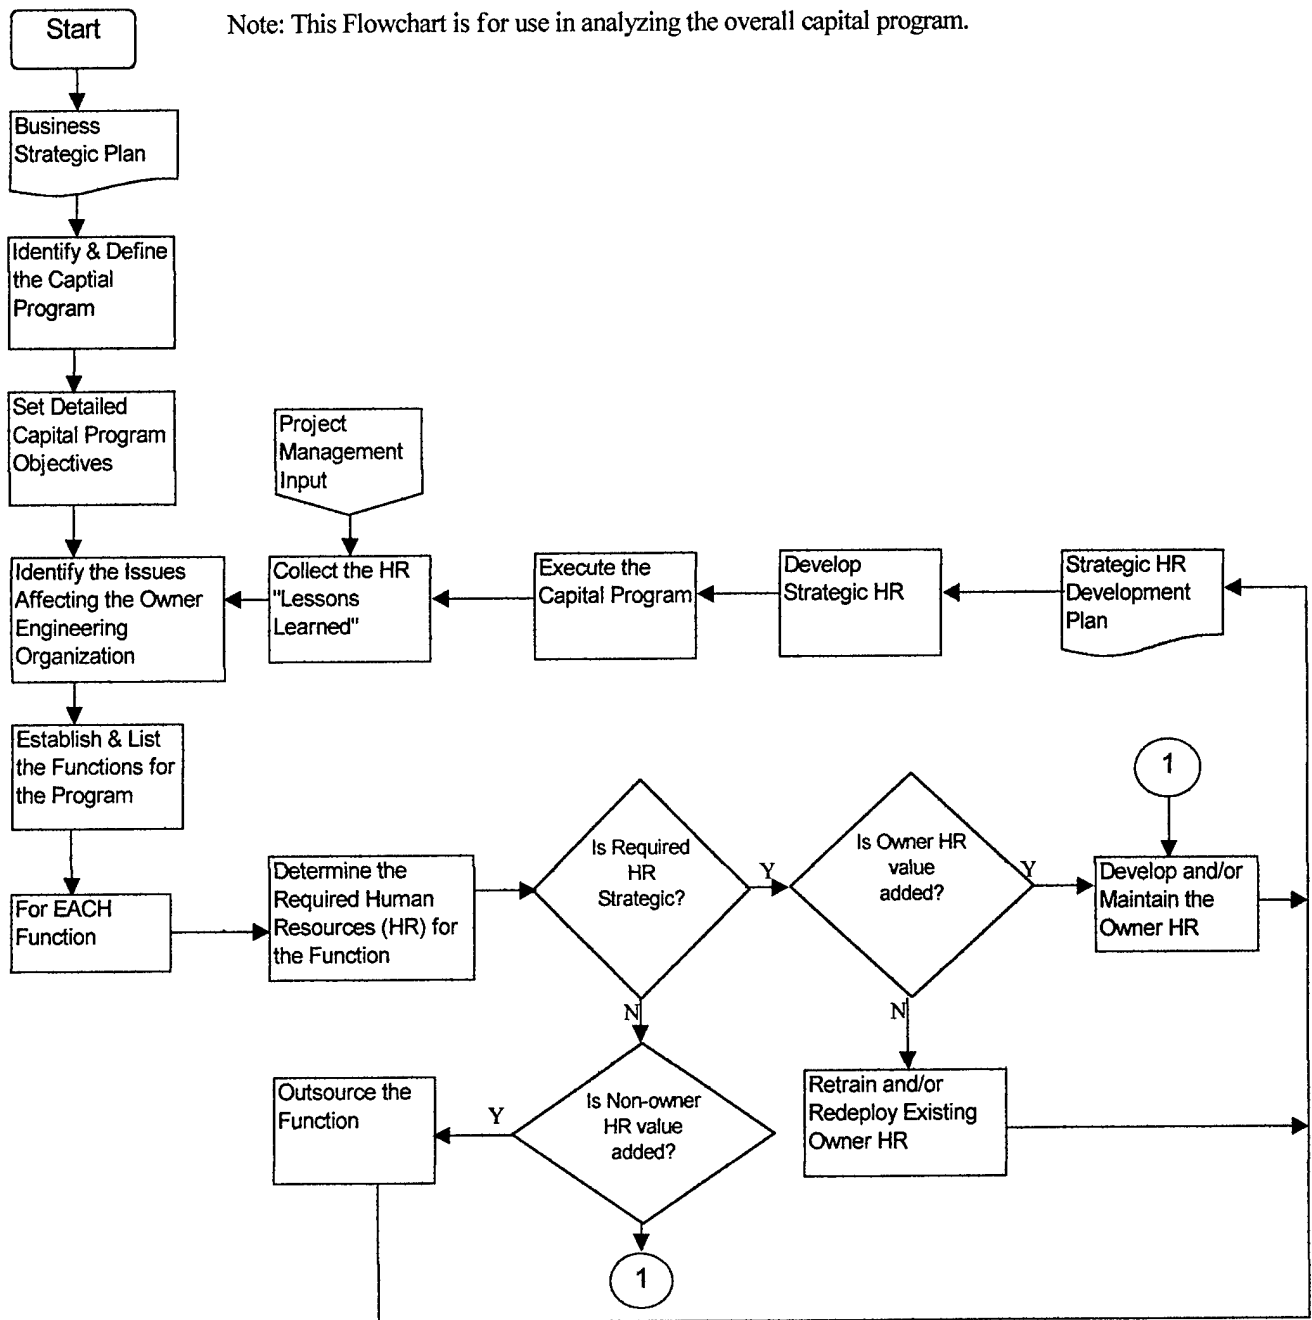 Start
Note: This Flowchart is for use in analyzing the overall capital program.
Business
Strategic Plan
Identify & Define
the Captial
Program
Set Detailed
Capital Program
Objectives
Project
Management
Input
Identify the Issues
Affecting the Owner
Engineering
Organization
Collect the HR
"Lessons
Learned"
Execute the
Capital Program
Develop
Strategic HR
Strategic HR
Development
Plan
Establish & List
the Functions for
the Program
1
For EACH
Function
Determine the
Required Human
Resources (HR) for
the Function
Is Required
HR
Strategic?
Y
Is Owner HR
value
added?
Y
Develop and/or
Maintain the
Owner HR
N
N
Outsource the
Function
Y
Is Non-owner
HR value
added?
Retrain and/or
Redeploy Existing
Owner HR
1